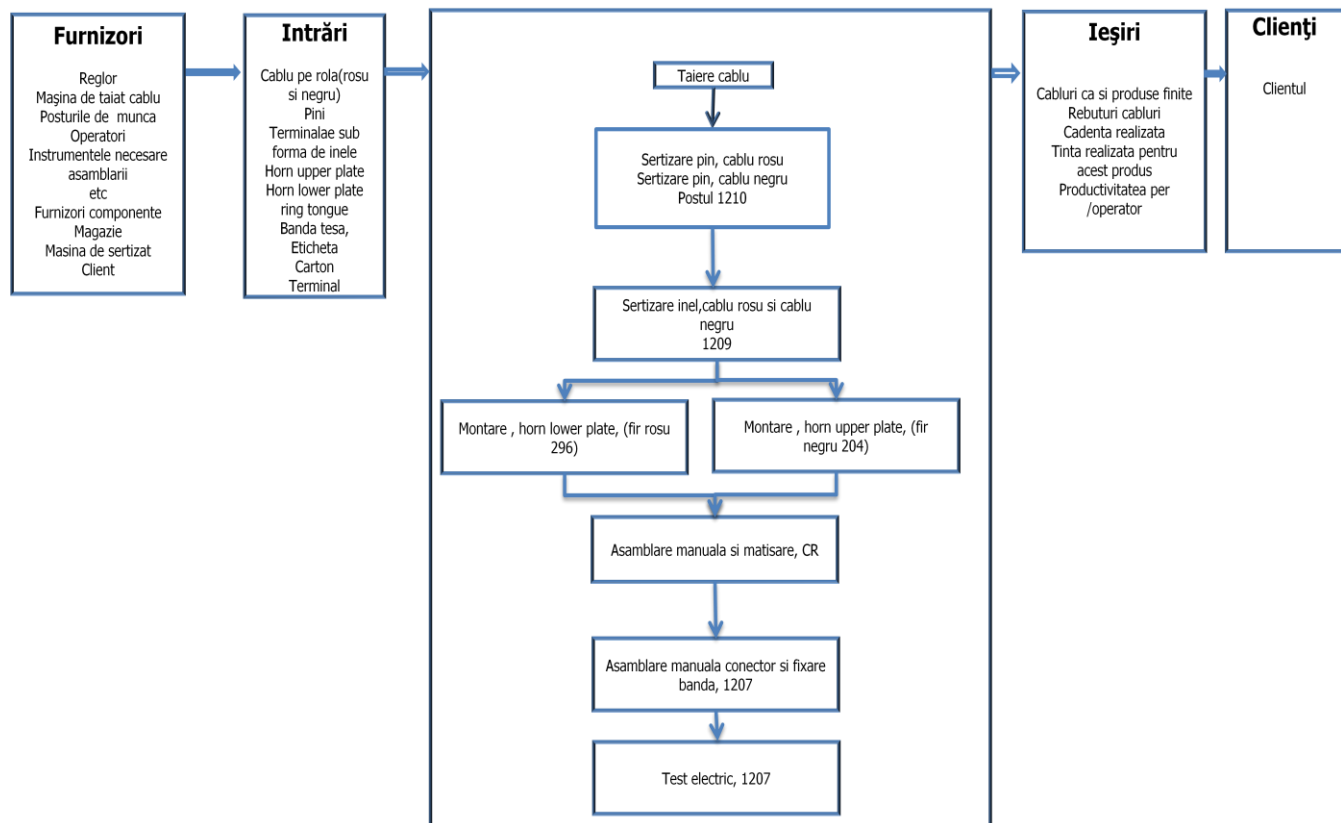 Furnizori
Reglor
Maşina de taiat cablu
Posturile de munca
Operatori
Instrumentele necesare
asamblarii
etc
Furnizori componente
Magazie
Masina de sertizat
Client
Intrări
Cablu pe rola(rosu
si negru)
Pini
Terminalae sub
forma de inele
Horn upper plate
Horn lower plate
ring tongue
Banda tesa,
Eticheta
Carton
Terminal
Taiere cablu
Sertizare pin, cablu rosu
Sertizare pin, cablu negru
Postul 1210
Sertizare inel,cablu rosu si cablu
negru
1209
Montare , horn lower plate, (fir rosu
296)
Montare , horn upper plate, (fir
negru 204)
Asamblare manuala si matisare, CR
Asamblare manuala conector si fixare
banda, 1207
Test electric, 1207
Ieşiri
Cabluri ca si produse finite
Rebuturi cabluri
Cadenta realizata
Tinta realizata pentru
acest produs
Productivitatea per
/operator
Clienţi
Clientul